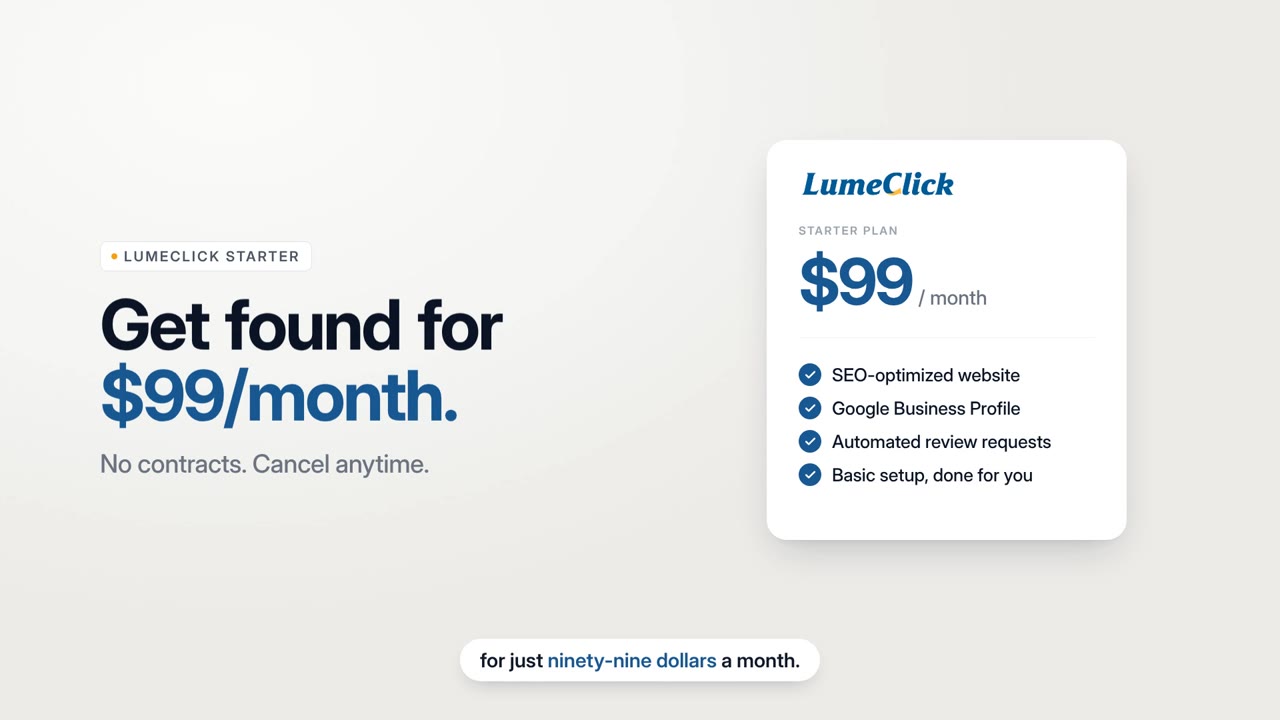 LUMECLICK STARTER
Get found for
$99/month.
No contracts. Cancel anytime.
LumeClick
STARTER PLAN
$99 / month
SEO-optimized website
Google Business Profile
Automated review requests
Basic setup, done for you
for just ninety-nine dollars a month.